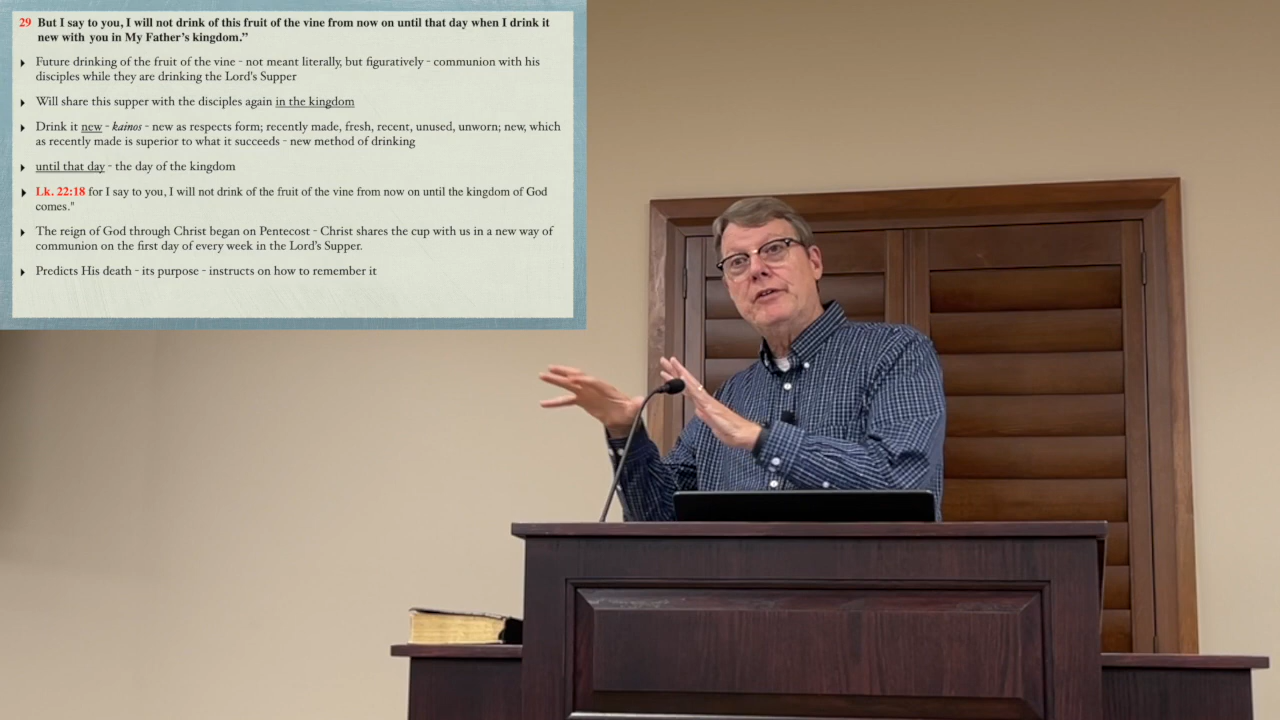 29 But I say to you, I will not drink of this fruit of the vine from now on until that day when I drink it
new with you in My Father's kingdom.”
Future drinking of the fruit of the vine - not meant literally, but figuratively - communion with his
disciples while they are drinking the Lord's Supper
Will share this supper with the disciples again in the kingdom
Drink it new - kainos - new as respects form; recently made, fresh, recent, unused, unworn; new, which
as recently made is superior to what it succeeds - new method of drinking
until that day - the day of the kingdom
Lk. 22:18 for I say to you, I will not drink of the fruit of the vine from now on until the kingdom of God
comes."
The reign of God through Christ began on Pentecost - Christ shares the cup with us in a new way of
communion on the first day of every week in the Lord's Supper.
Predicts His death - its purpose - instructs on how to remember it